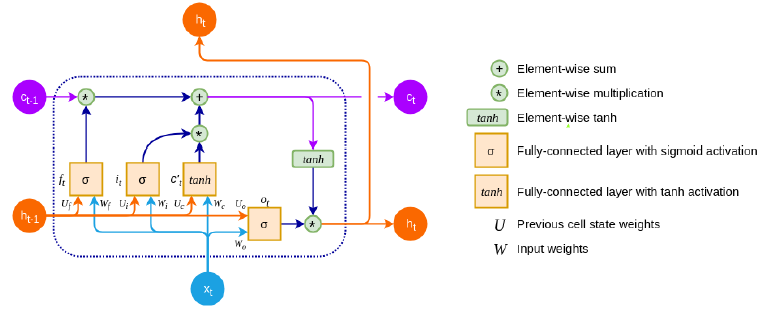 h_t
c_t-1
*
+
c_t
*
tanh
f_t
σ
i_t
σ
c'_t
tanh
U_f
W_f
U_i
W_i
U_c
W_c
U_o
o_t
h_t-1
σ
*
h_t
W_o
x_t
+ Element-wise sum
* Element-wise multiplication
tanh Element-wise tanh
σ Fully-connected layer with sigmoid activation
tanh Fully-connected layer with tanh activation
U Previous cell state weights
W Input weights